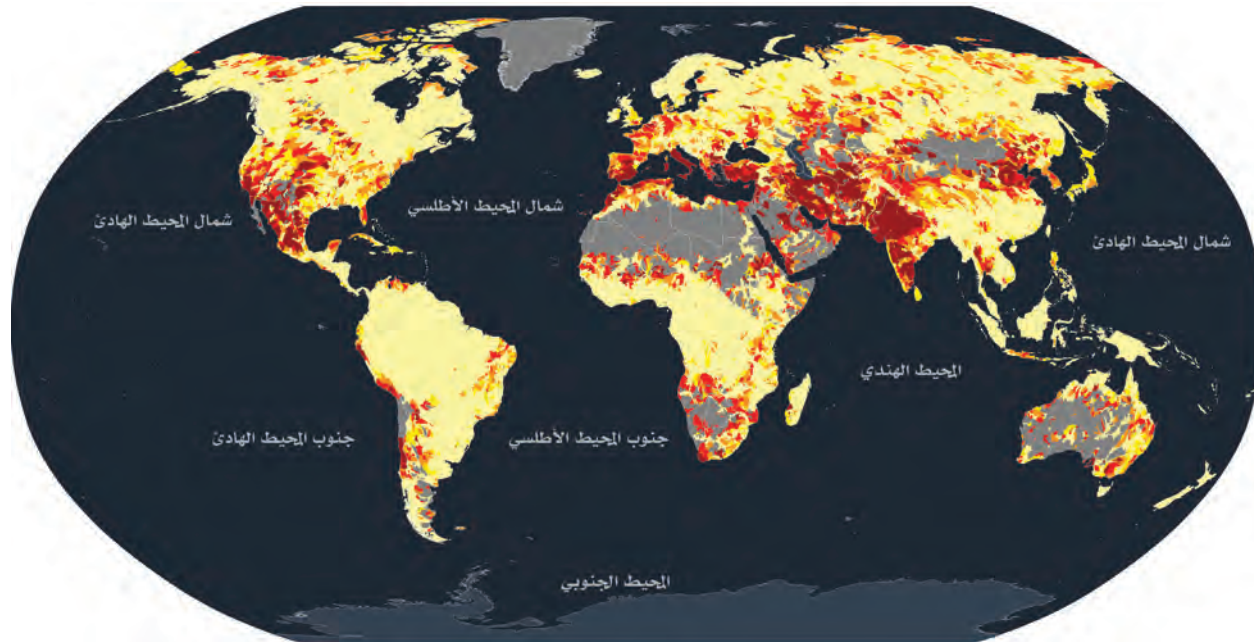 شمال المحيط الهادئ
شمال المحيط الأطلسي
شمال المحيط الهادئ
المحيط الهندي
جنوب المحيط الأطلسي
جنوب المحيط الهادئ
المحيط الجنوبي